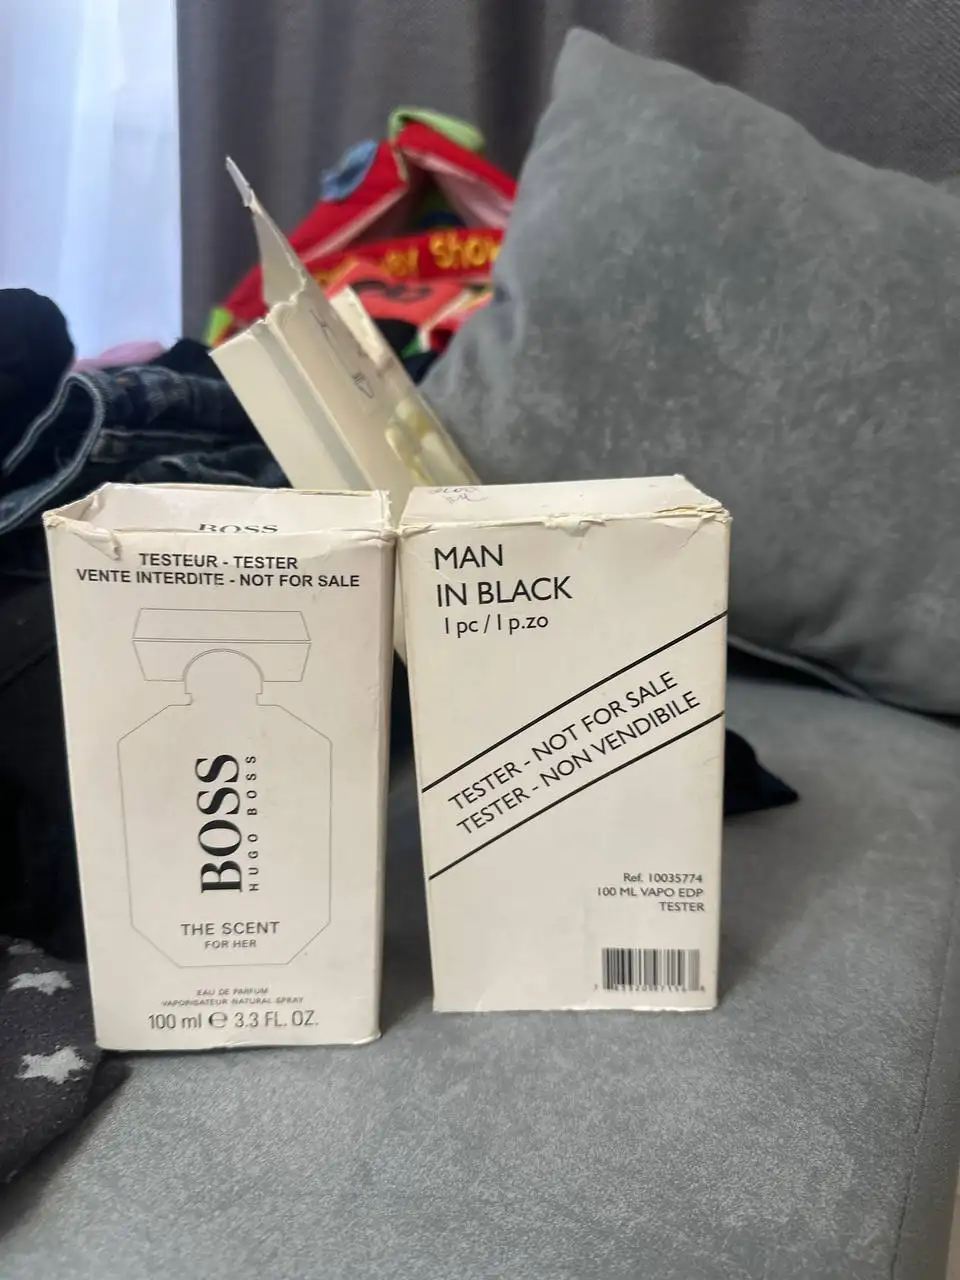 BOSS
TESTEUR - TESTER
VENTE INTERDITE - NOT FOR SALE
BOSS
HUGO BOSS
THE SCENT
FOR HER
EAU DE PARFUM
VAPORISATEUR NATURAL SPRAY
100 ml ℮ 3.3 FL. OZ.
MAN
IN BLACK
1 pc / 1 p.zo
TESTER - NOT FOR SALE
TESTER - NON VENDIBILE
Ref. 10035774
100 ML VAPO EDP
TESTER
Show